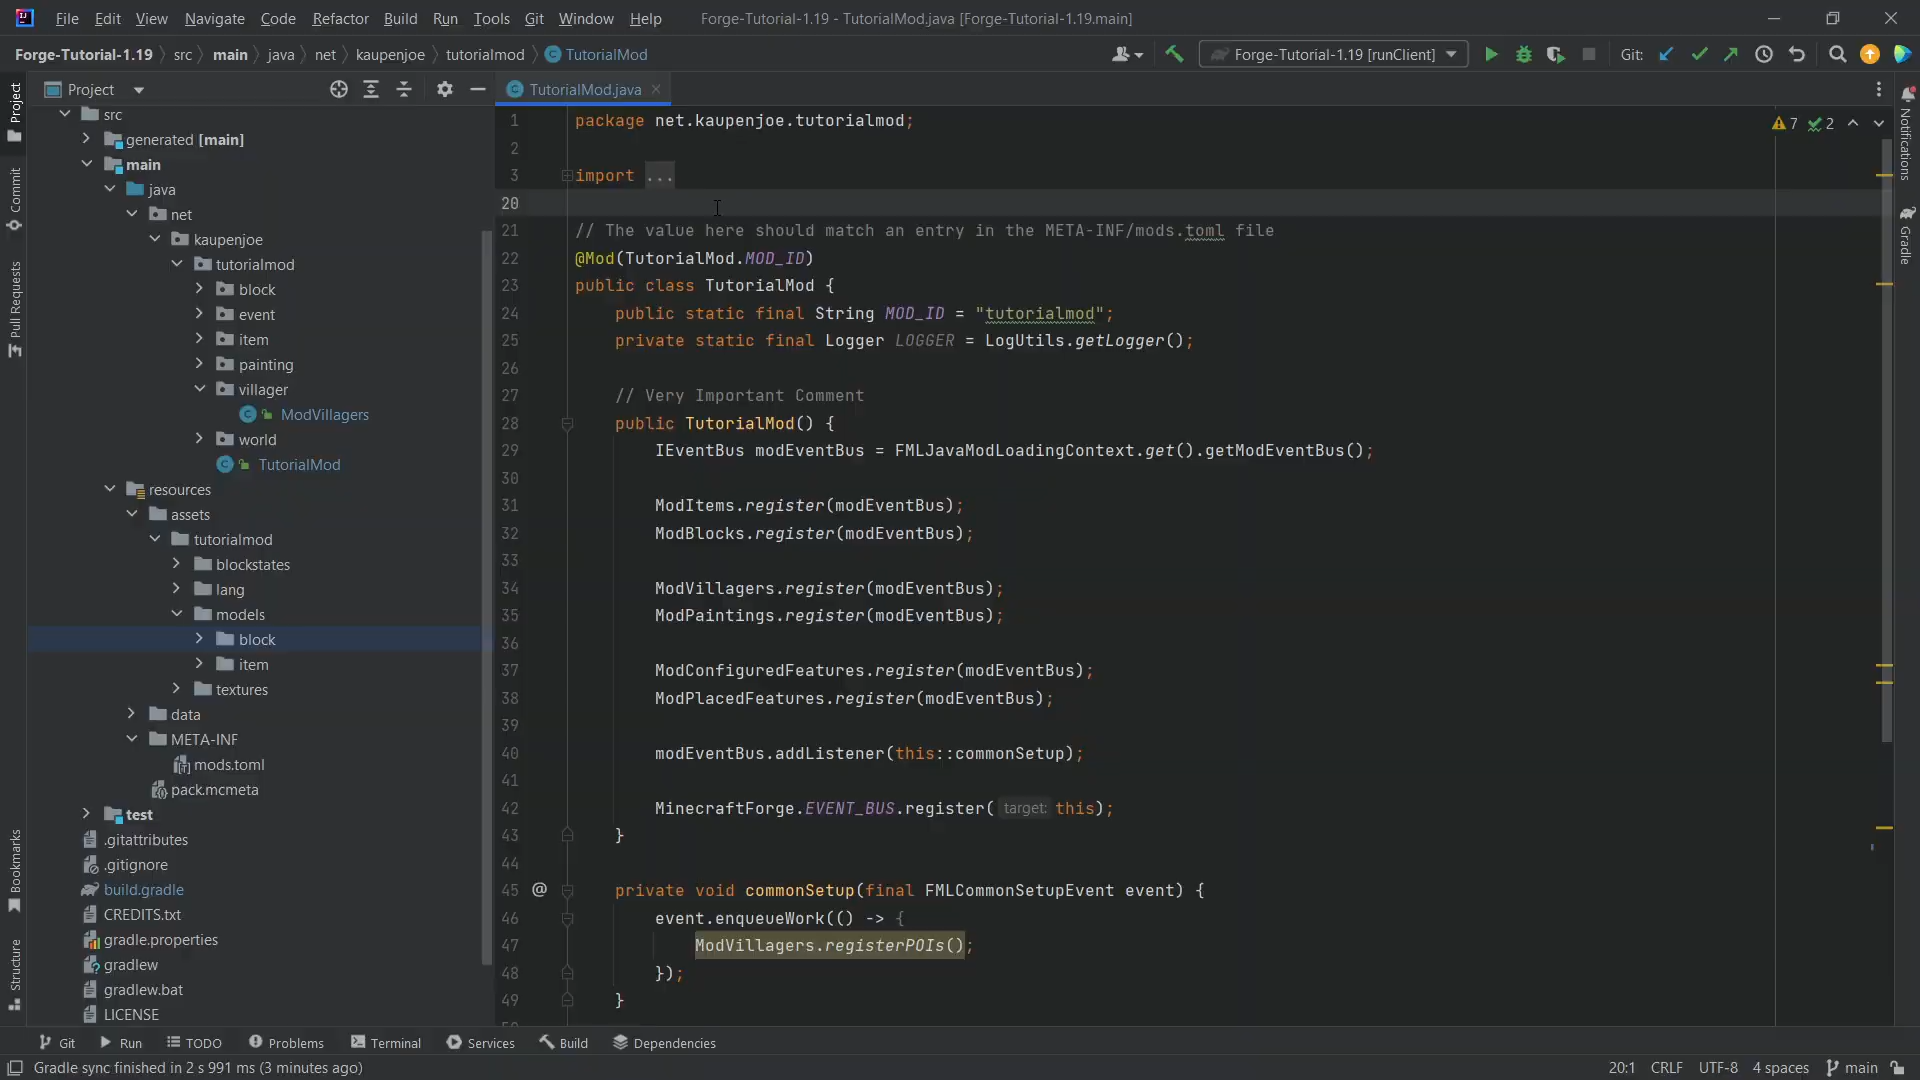 File Edit View Navigate Code Refactor Build Run Tools Git Window Help Forge-Tutorial-1.19 - TutorialMod.java [Forge-Tutorial-1.19.main]
Forge-Tutorial-1.19 src main java net kaupenjoe tutorialmod TutorialMod Forge-Tutorial-1.19 [runClient] Git:
Project
Commit
Pull Requests
Bookmarks
Structure
Project
src
generated [main]
main
java
net
kaupenjoe
tutorialmod
block
event
item
painting
villager
ModVillagers
world
TutorialMod
resources
assets
tutorialmod
blockstates
lang
models
block
item
textures
data
META-INF
mods.toml
pack.mcmeta
test
.gitattributes
.gitignore
build.gradle
CREDITS.txt
gradle.properties
gradlew
gradlew.bat
LICENSE
TutorialMod.java
7 2
1 package net.kaupenjoe.tutorialmod;
2
3 import ...
20
21 // The value here should match an entry in the META-INF/mods.toml file
22 @Mod(TutorialMod.MOD_ID)
23 public class TutorialMod {
24 public static final String MOD_ID = "tutorialmod";
25 private static final Logger LOGGER = LogUtils.getLogger();
26
27 // Very Important Comment
28 public TutorialMod() {
29 IEventBus modEventBus = FMLJavaModLoadingContext.get().getModEventBus();
30
31 ModItems.register(modEventBus);
32 ModBlocks.register(modEventBus);
33
34 ModVillagers.register(modEventBus);
35 ModPaintings.register(modEventBus);
36
37 ModConfiguredFeatures.register(modEventBus);
38 ModPlacedFeatures.register(modEventBus);
39
40 modEventBus.addListener(this::commonSetup);
41
42 MinecraftForge.EVENT_BUS.register( target: this);
43 }
44
45 @ private void commonSetup(final FMLCommonSetupEvent event) {
46 event.enqueueWork(() -> {
47 ModVillagers.registerPOIs();
48 });
49 }
Notifications
Gradle
Git Run TODO Problems Terminal Services Build Dependencies
Gradle sync finished in 2 s 991 ms (3 minutes ago) 20:1 CRLF UTF-8 4 spaces main